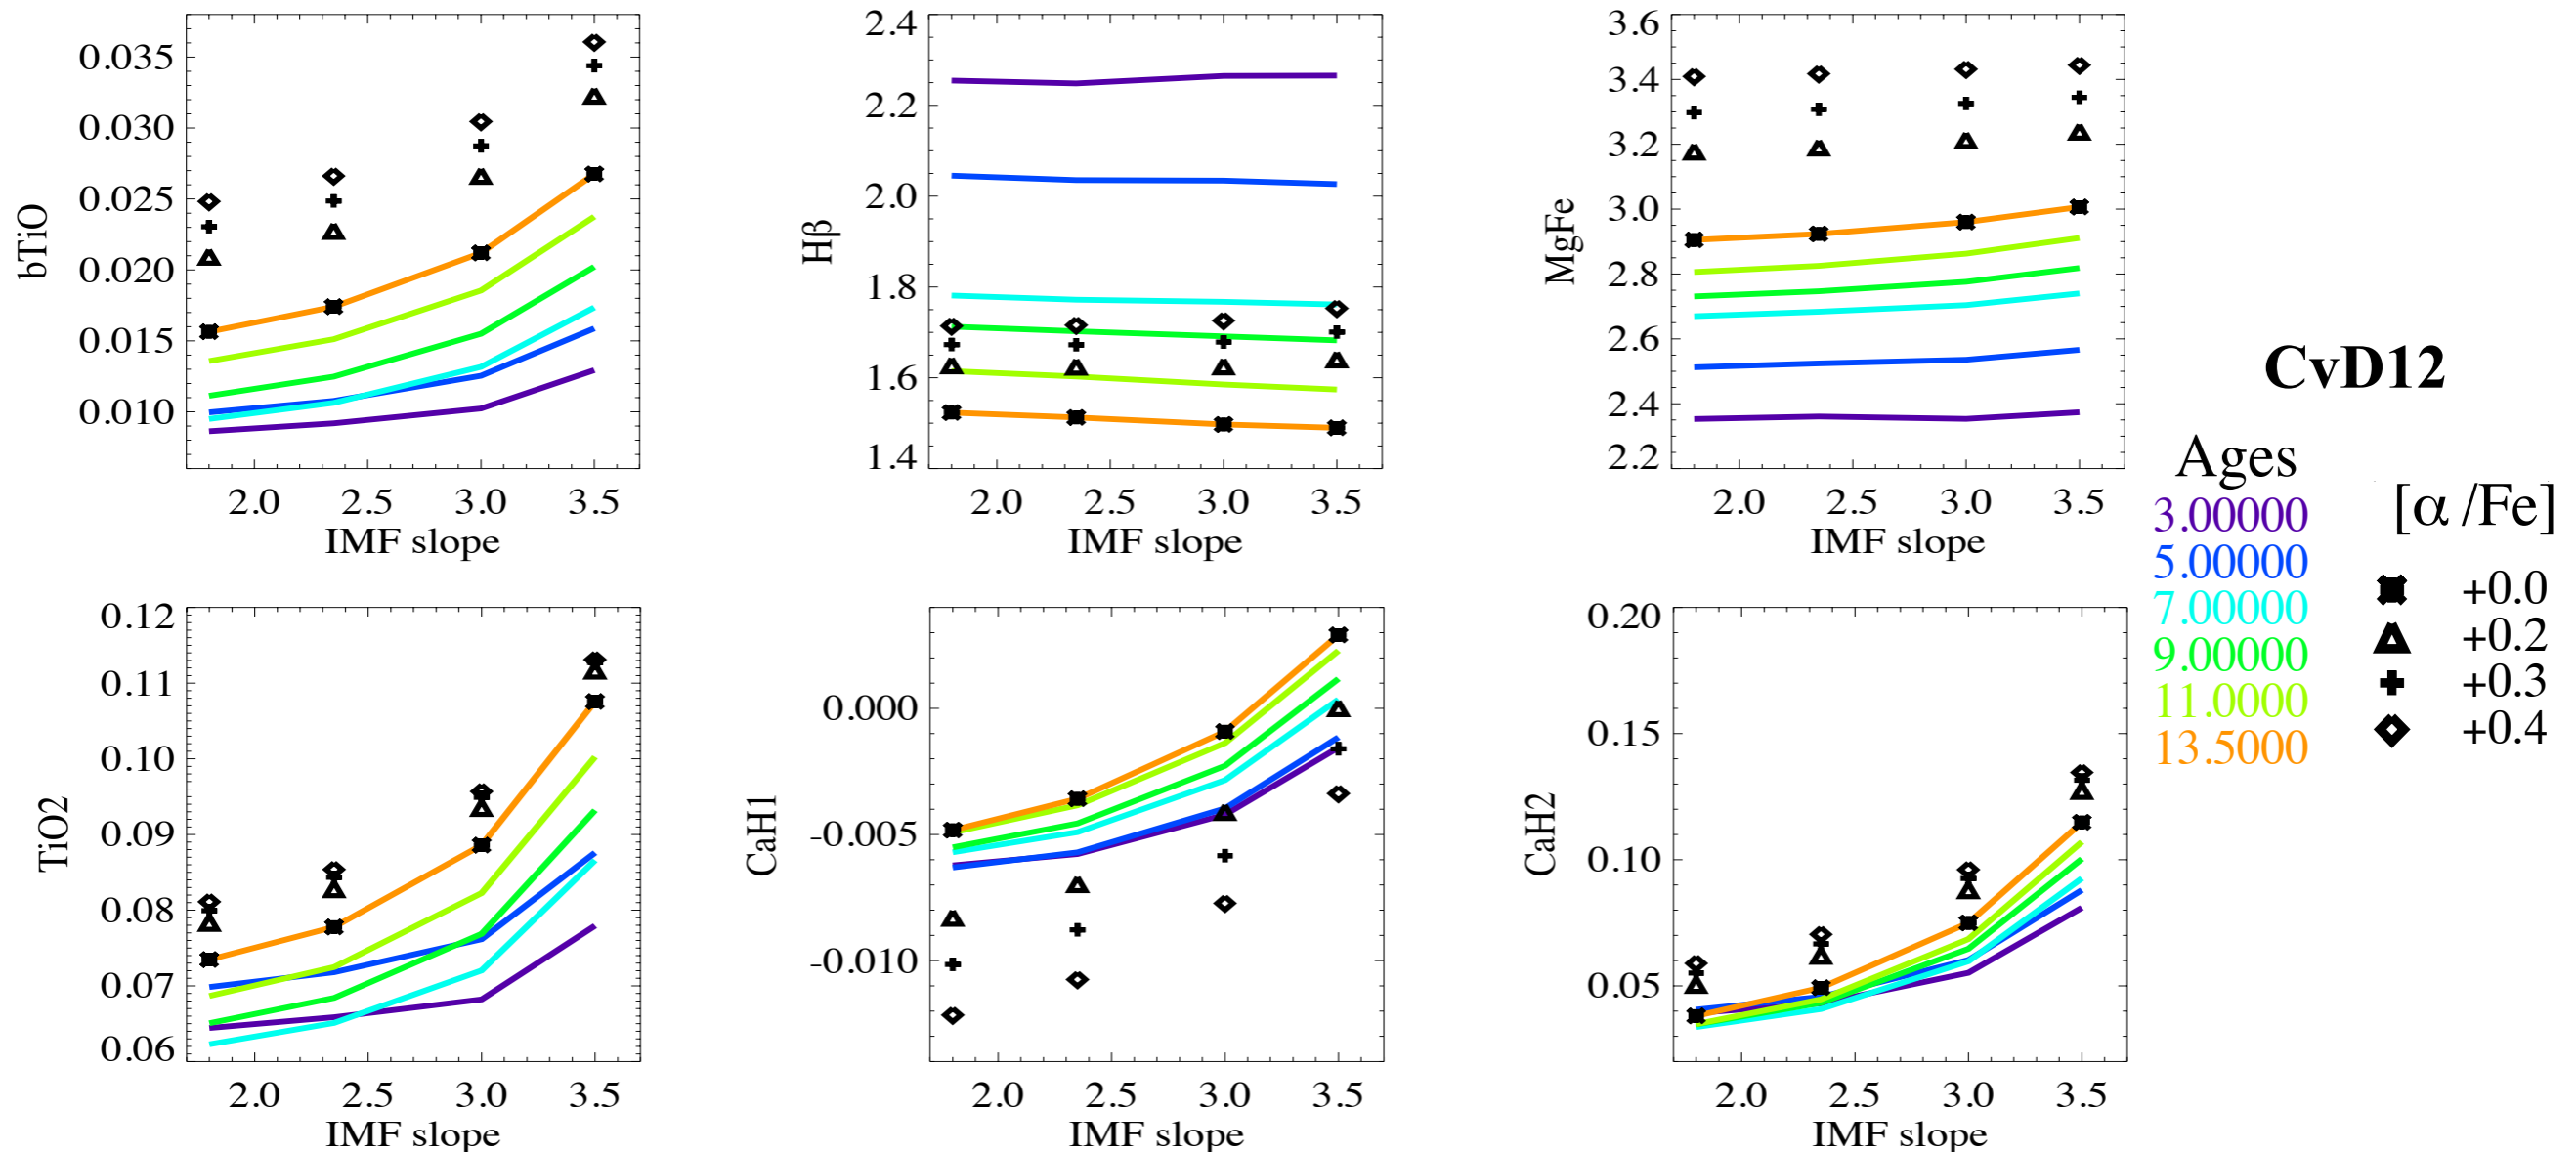 0.035
0.030
0.025
0.020
0.015
0.010
bTiO
2.0 2.5 3.0 3.5
IMF slope
2.4
2.2
2.0
1.8
1.6
1.4
Hβ
2.0 2.5 3.0 3.5
IMF slope
3.6
3.4
3.2
3.0
2.8
2.6
2.4
2.2
MgFe
2.0 2.5 3.0 3.5
IMF slope
CvD12
Ages
3.00000
5.00000
7.00000
9.00000
11.0000
13.5000
[α /Fe]
+0.0
+0.2
+0.3
+0.4
0.12
0.11
0.10
0.09
0.08
0.07
0.06
TiO2
2.0 2.5 3.0 3.5
IMF slope
0.000
-0.005
-0.010
CaH1
2.0 2.5 3.0 3.5
IMF slope
0.20
0.15
0.10
0.05
CaH2
2.0 2.5 3.0 3.5
IMF slope